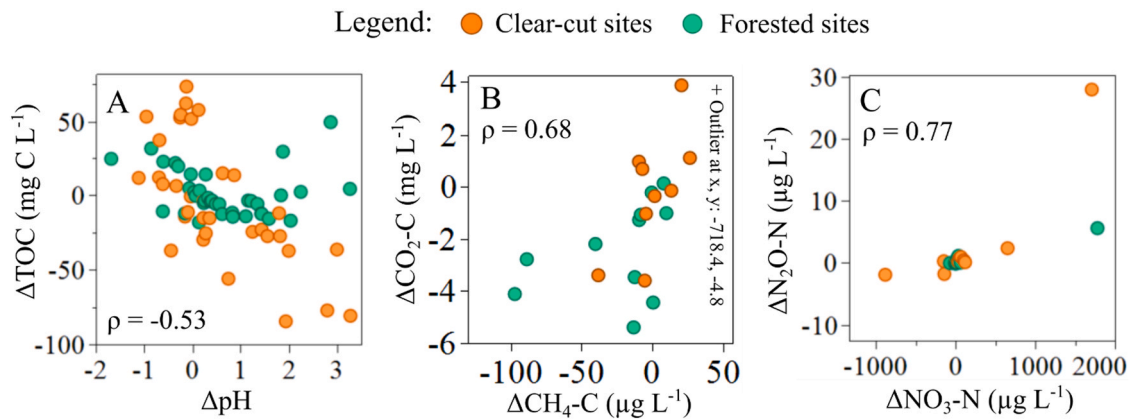 Legend: Clear-cut sites Forested sites
A
ρ = -0.53
ΔTOC (mg C L⁻¹)
50
0
-50
-100
-2 -1 0 1 2 3
ΔpH
B
ρ = 0.68
+ Outlier at x, y: -718.4, -4.8
ΔCO₂-C (mg L⁻¹)
4
2
0
-2
-4
-6
-100 -50 0 50
ΔCH₄-C (µg L⁻¹)
C
ρ = 0.77
ΔN₂O-N (µg L⁻¹)
30
20
10
0
-10
-1000 0 1000 2000
ΔNO₃-N (µg L⁻¹)